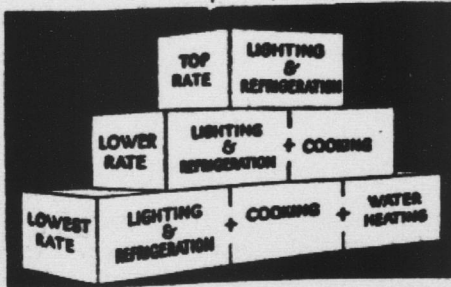 TOP
RATE
LIGHTING
&
REFRIGERATION
LOWER
RATE
LIGHTING
&
REFRIGERATION
+ COOKING
LOWEST
RATE
LIGHTING
&
REFRIGERATION
+ COOKING
+ WATER
HEATING